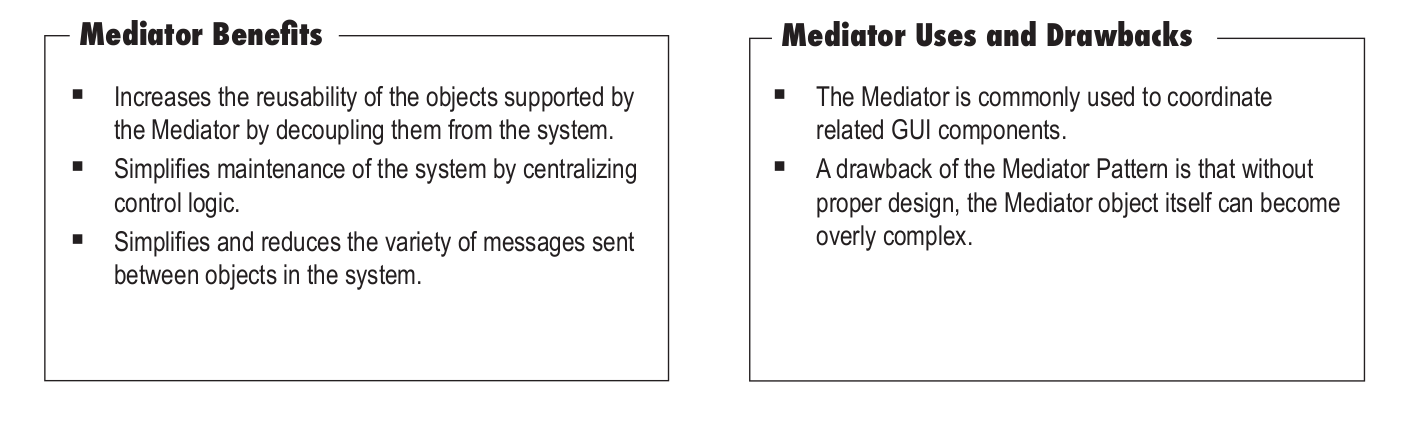 Mediator Benefits
■ Increases the reusability of the objects supported by
the Mediator by decoupling them from the system.
■ Simplifies maintenance of the system by centralizing
control logic.
■ Simplifies and reduces the variety of messages sent
between objects in the system.
Mediator Uses and Drawbacks
■ The Mediator is commonly used to coordinate
related GUI components.
■ A drawback of the Mediator Pattern is that without
proper design, the Mediator object itself can become
overly complex.